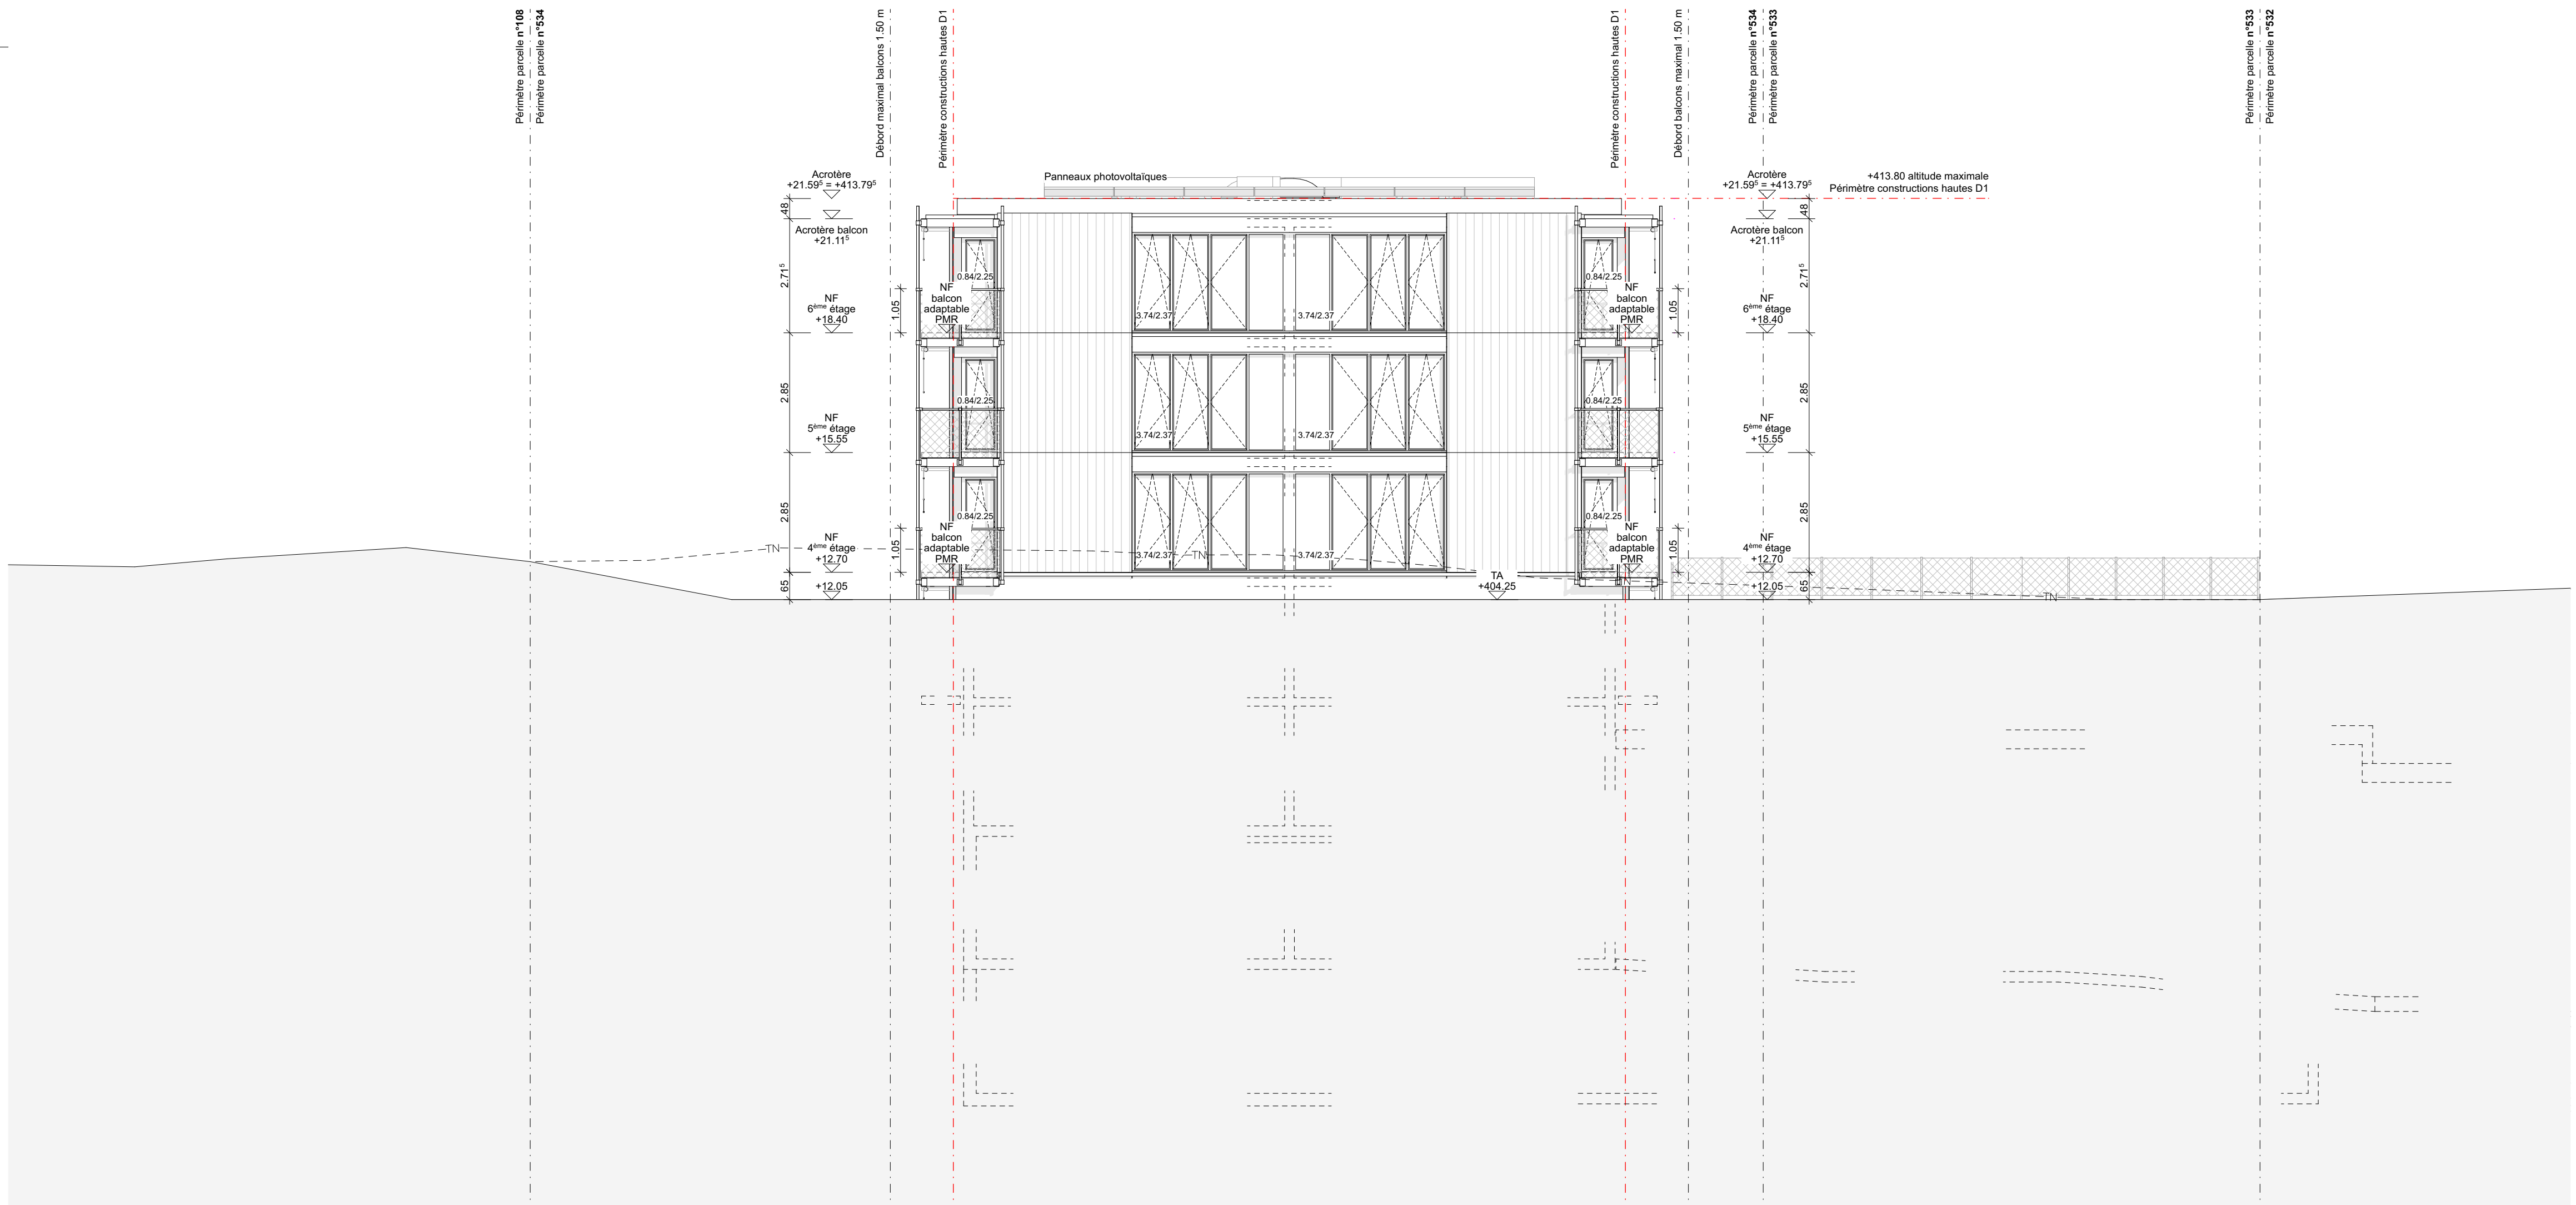 Périmètre parcelle n°108
Périmètre parcelle n°534
Débord maximal balcons 1.50 m
Périmètre constructions hautes D1
Périmètre constructions hautes D1
Débord balcons maximal 1.50 m
Périmètre parcelle n°534
Périmètre parcelle n°533
Périmètre parcelle n°533
Périmètre parcelle n°532
Acrotère
+21.59⁵ = +413.79⁵
48
Acrotère balcon
+21.11⁵
2.71⁵
NF
6ème étage
+18.40
2.85
NF
5ème étage
+15.55
2.85
NF
4ème étage
+12.70
65
+12.05
TN
1.05
1.05
Panneaux photovoltaïques
0.84/2.25
NF
balcon
adaptable
PMR
3.74/2.37
3.74/2.37
0.84/2.25
NF
balcon
adaptable
PMR
1.05
0.84/2.25
3.74/2.37
3.74/2.37
0.84/2.25
0.84/2.25
NF
balcon
adaptable
PMR
3.74/2.37
TN
3.74/2.37
0.84/2.25
NF
balcon
adaptable
PMR
1.05
TA
+404.25
TN
Acrotère
+21.59⁵ = +413.79⁵
48
+413.80 altitude maximale
Périmètre constructions hautes D1
Acrotère balcon
+21.11⁵
2.71⁵
NF
6ème étage
+18.40
2.85
NF
5ème étage
+15.55
2.85
NF
4ème étage
+12.70
65
+12.05
TN